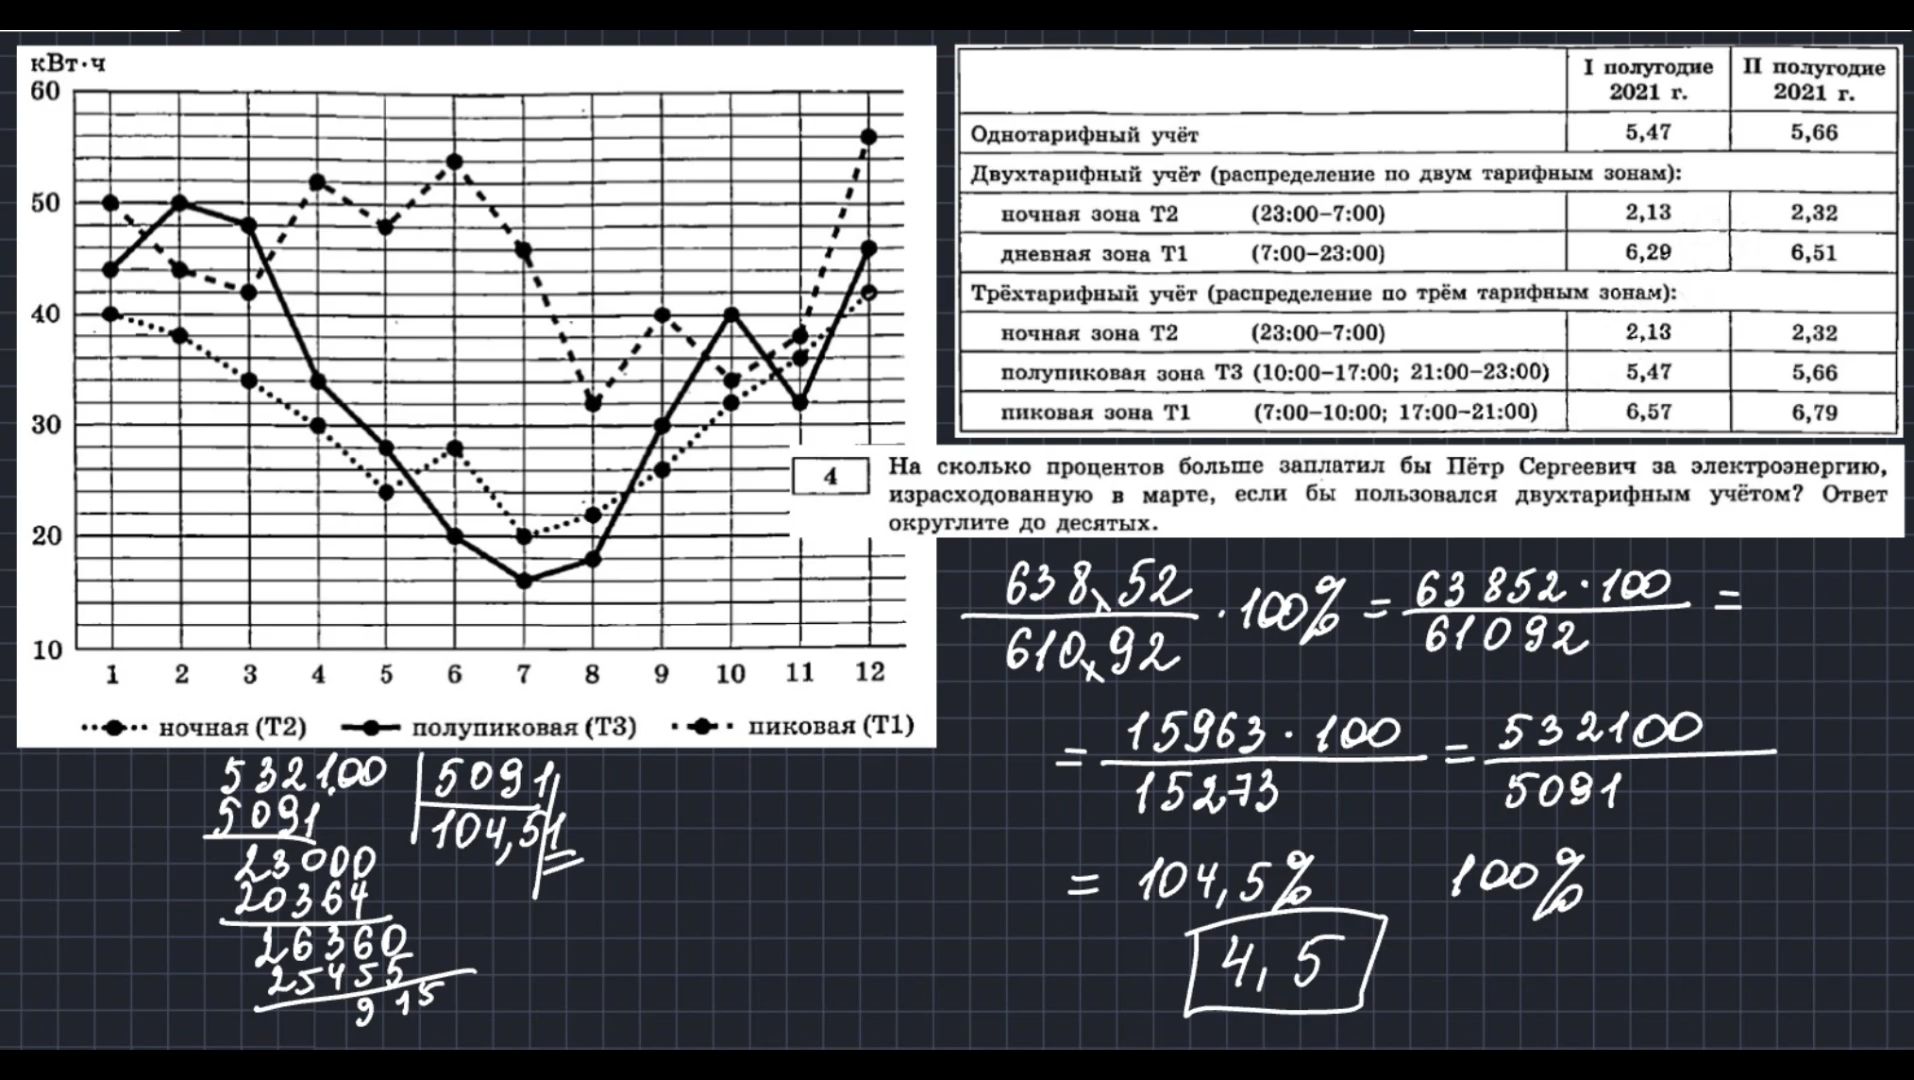 кВт·ч
60
50
40
30
20
10
1 2 3 4 5 6 7 8 9 10 11 12
ночная (Т2) полупиковая (Т3) пиковая (Т1)
I полугодие 2021 г. II полугодие 2021 г.
Однотарифный учёт 5,47 5,66
Двухтарифный учёт (распределение по двум тарифным зонам):
ночная зона Т2 (23:00–7:00) 2,13 2,32
дневная зона Т1 (7:00–23:00) 6,29 6,51
Трёхтарифный учёт (распределение по трём тарифным зонам):
ночная зона Т2 (23:00–7:00) 2,13 2,32
полупиковая зона Т3 (10:00–17:00; 21:00–23:00) 5,47 5,66
пиковая зона Т1 (7:00–10:00; 17:00–21:00) 6,57 6,79
4 На сколько процентов больше заплатил бы Пётр Сергеевич за электроэнергию,
израсходованную в марте, если бы пользовался двухтарифным учётом? Ответ
округлите до десятых.
638,52
610,92
· 100% =
63852 · 100
61092
=
=
15963 · 100
15273
=
532100
5091
= 104,5% 100%
4,5
532100 5091
5091 104,51
23000
20364
26360
25455
915